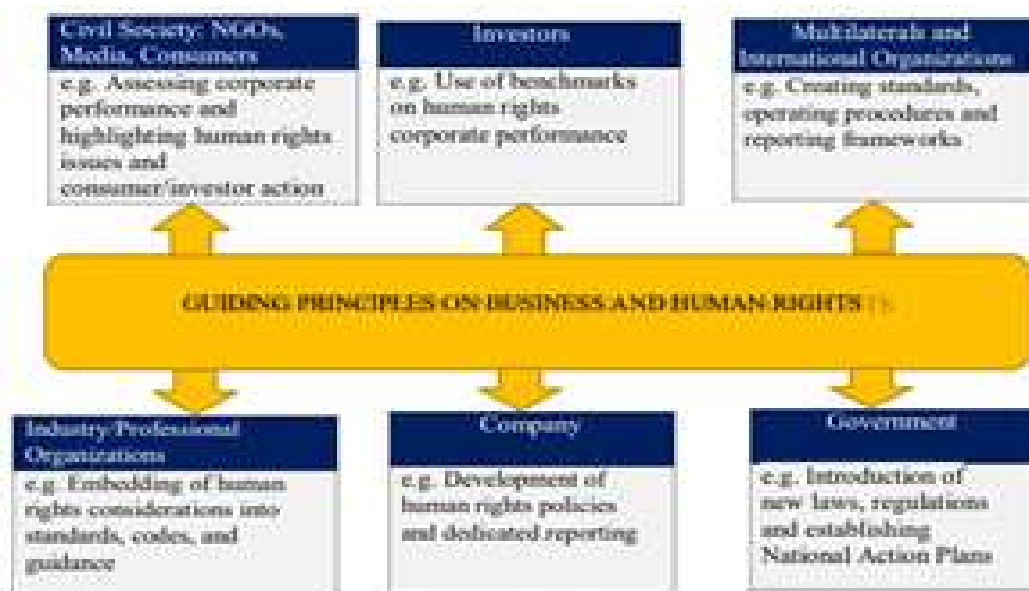 Civil Society: NGOs,
Media, Consumers
e.g. Assessing corporate
performance and
highlighting human rights
issues and
consumer/investor action
Investors
e.g. Use of benchmarks
on human rights
corporate performance
Multilaterals and
International Organizations
e.g. Creating standards,
operating procedures and
reporting frameworks
GUIDING PRINCIPLES ON BUSINESS AND HUMAN RIGHTS
Industry/Professional
Organizations
e.g. Embedding of human
rights considerations into
standards, codes, and
guidance
Company
e.g. Development of
human rights policies
and dedicated reporting
Government
e.g. Introduction of
new laws, regulations
and establishing
National Action Plans